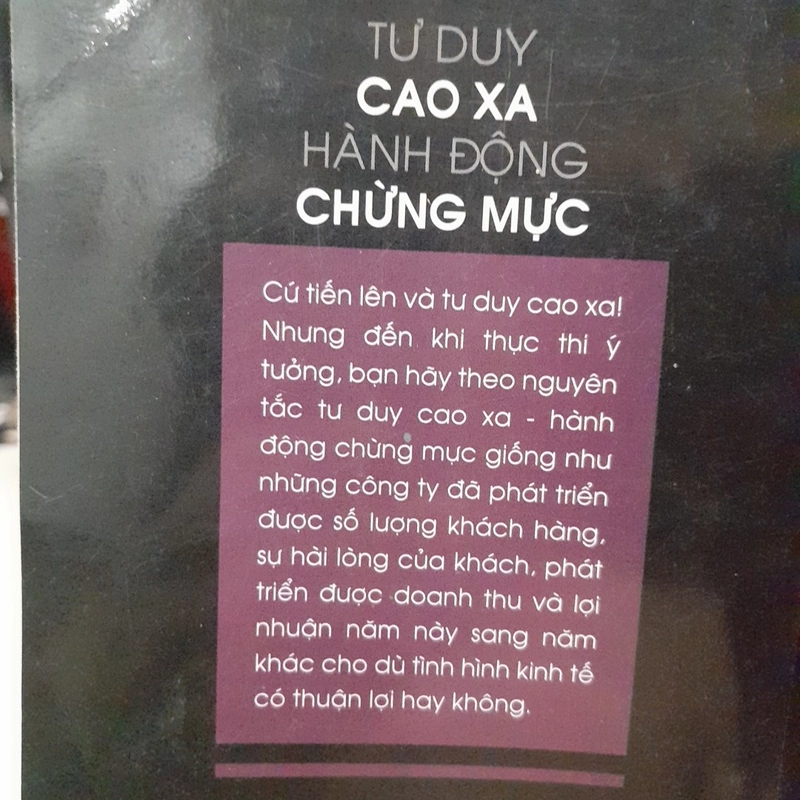 TƯ DUY
CAO XA
HÀNH ĐỘNG
CHỪNG MỰC
Cứ tiến lên và tư duy cao xa!
Nhưng đến khi thực thi ý
tưởng, bạn hãy theo nguyên
tắc tư duy cao xa - hành
động chừng mực giống như
những công ty đã phát triển
được số lượng khách hàng,
sự hài lòng của khách, phát
triển được doanh thu và lợi
nhuận năm này sang năm
khác cho dù tình hình kinh tế
có thuận lợi hay không.